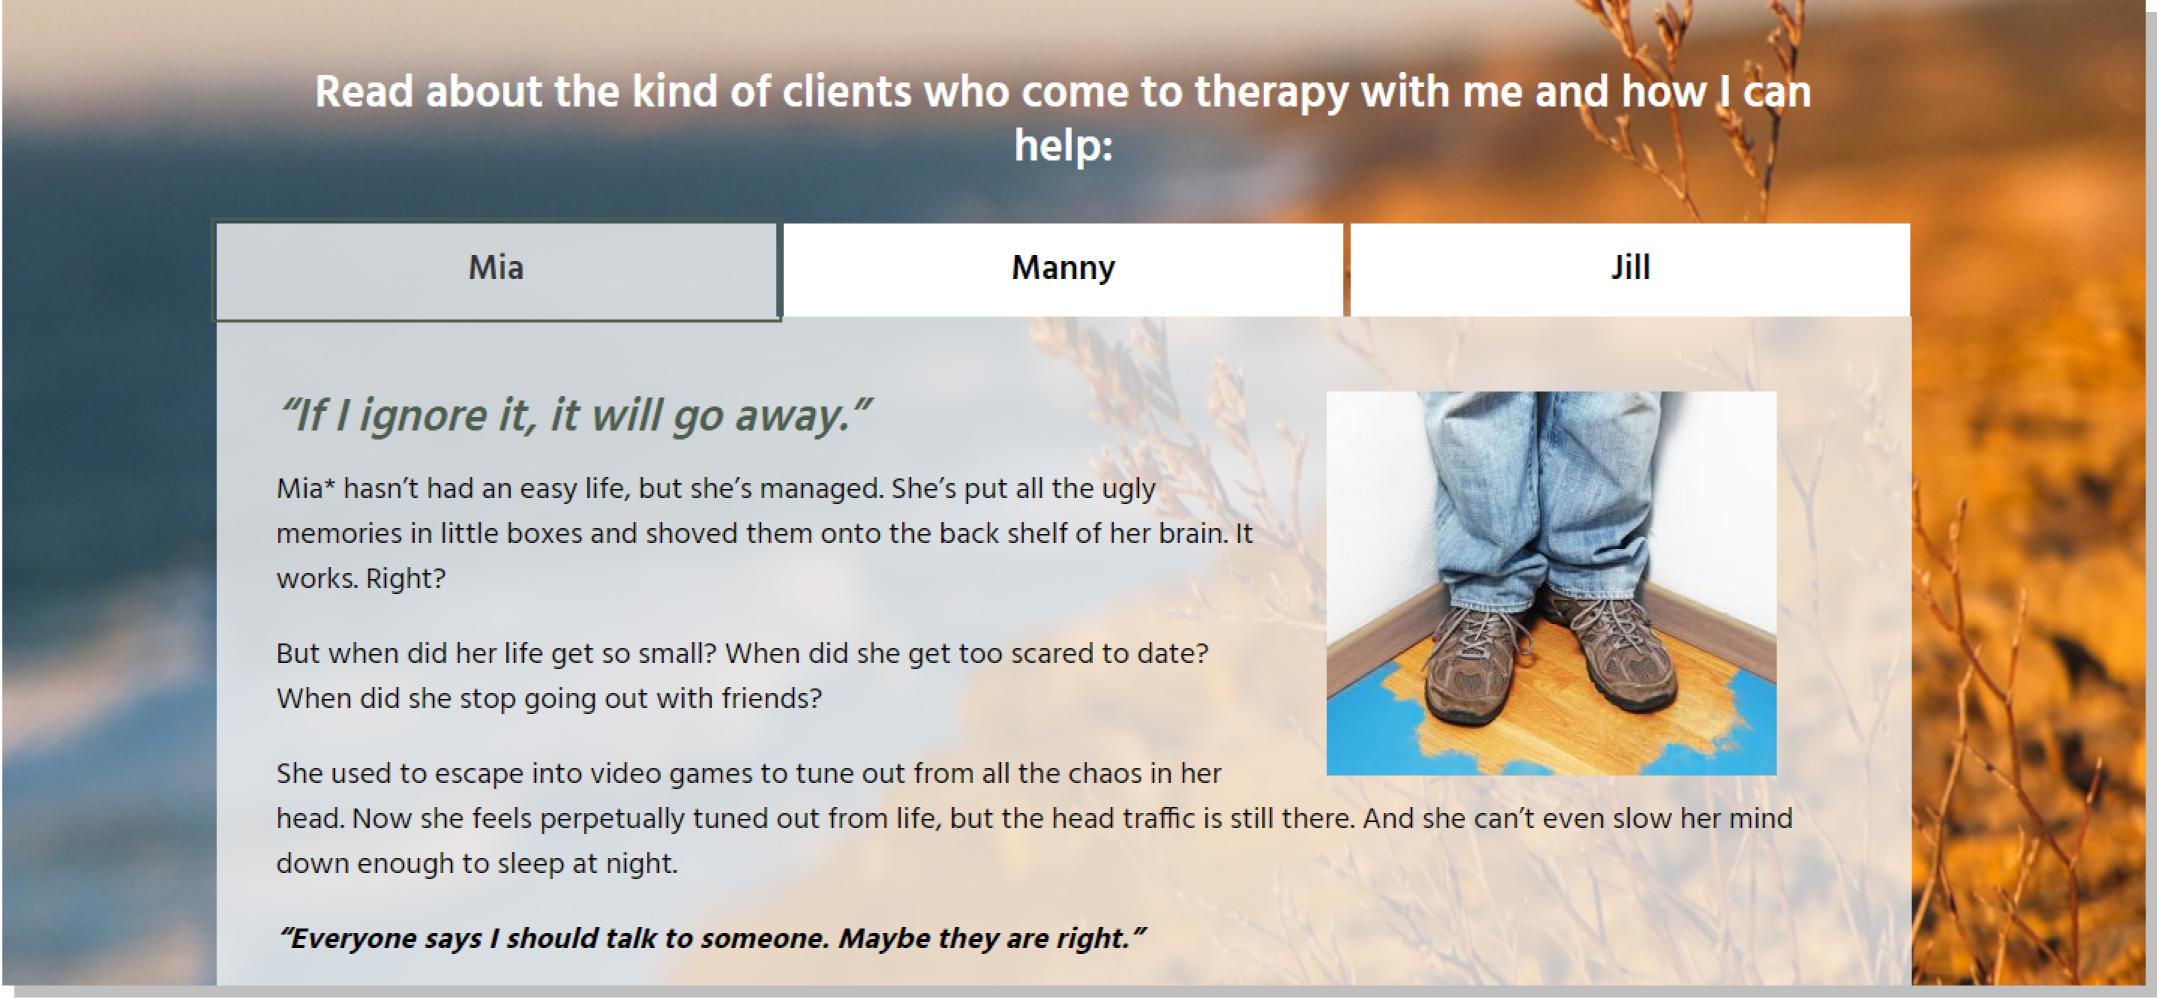 Read about the kind of clients who come to therapy with me and how I can
help:
Mia
Manny
Jill
“If I ignore it, it will go away.”
Mia* hasn’t had an easy life, but she’s managed. She’s put all the ugly
memories in little boxes and shoved them onto the back shelf of her brain. It
works. Right?
But when did her life get so small? When did she get too scared to date?
When did she stop going out with friends?
She used to escape into video games to tune out from all the chaos in her
head. Now she feels perpetually tuned out from life, but the head traffic is still there. And she can’t even slow her mind
down enough to sleep at night.
“Everyone says I should talk to someone. Maybe they are right.”